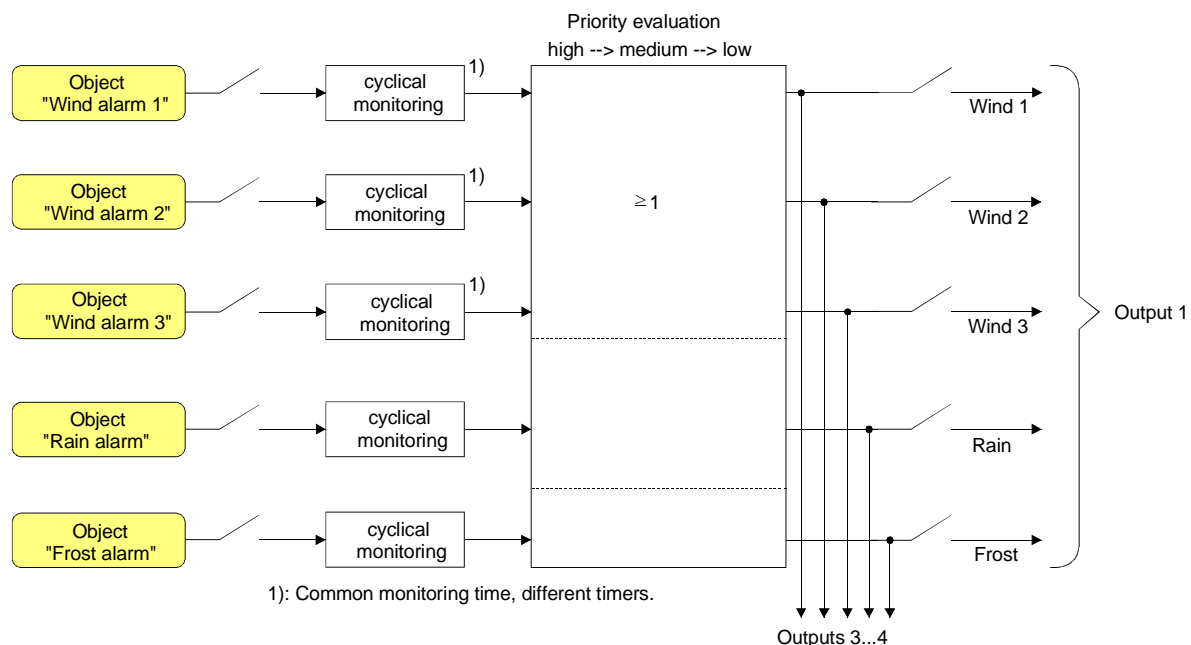 Priority evaluation
high --> medium --> low
Object
"Wind alarm 1"
cyclical
monitoring
1)
Wind 1
Object
"Wind alarm 2"
cyclical
monitoring
1)
≥1
Wind 2
Object
"Wind alarm 3"
cyclical
monitoring
1)
Wind 3
Output 1
Object
"Rain alarm"
cyclical
monitoring
Rain
Object
"Frost alarm"
cyclical
monitoring
Frost
1): Common monitoring time, different timers.
Outputs 3...4